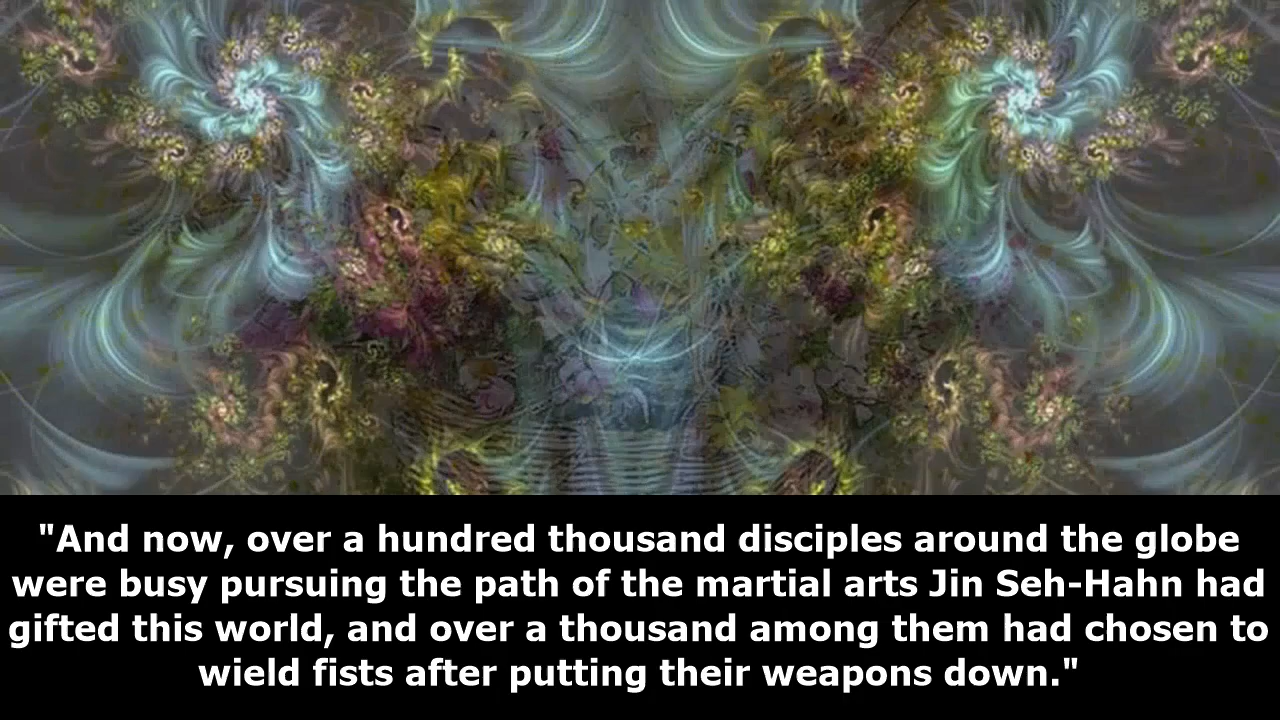 "And now, over a hundred thousand disciples around the globe
were busy pursuing the path of the martial arts Jin Seh-Hahn had
gifted this world, and over a thousand among them had chosen to
wield fists after putting their weapons down."